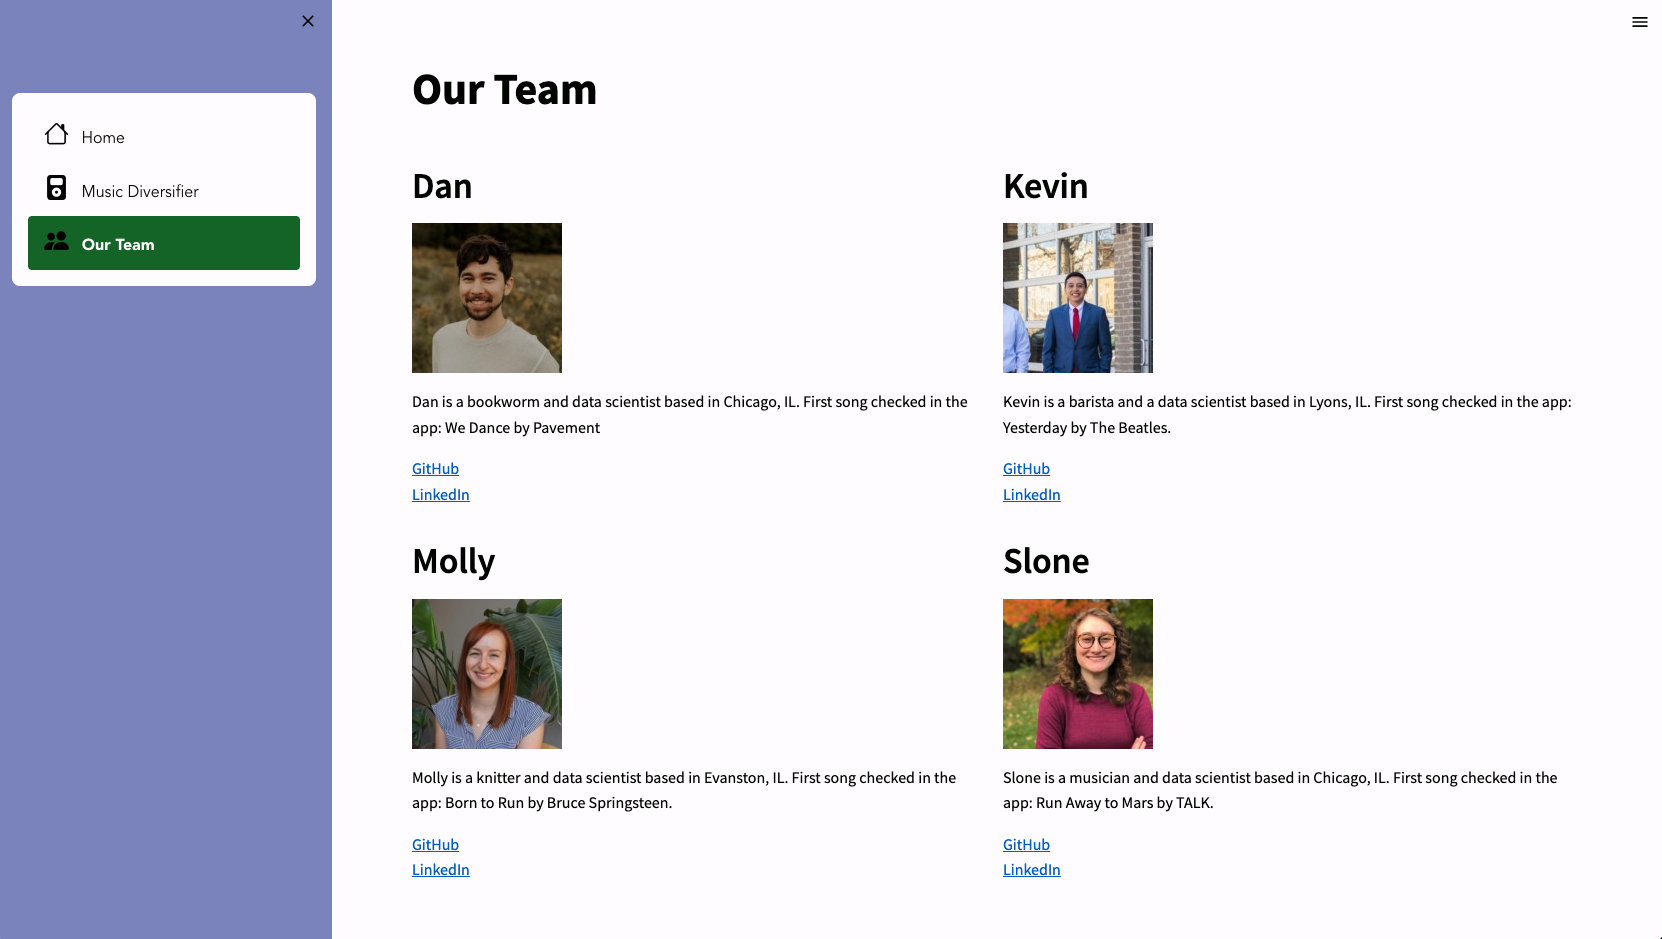 Home
Music Diversifier
Our Team
Our Team
Dan
Dan is a bookworm and data scientist based in Chicago, IL. First song checked in the
app: We Dance by Pavement
GitHub
LinkedIn
Kevin
Kevin is a barista and a data scientist based in Lyons, IL. First song checked in the app:
Yesterday by The Beatles.
GitHub
LinkedIn
Molly
Molly is a knitter and data scientist based in Evanston, IL. First song checked in the
app: Born to Run by Bruce Springsteen.
GitHub
LinkedIn
Slone
Slone is a musician and data scientist based in Chicago, IL. First song checked in the
app: Run Away to Mars by TALK.
GitHub
LinkedIn